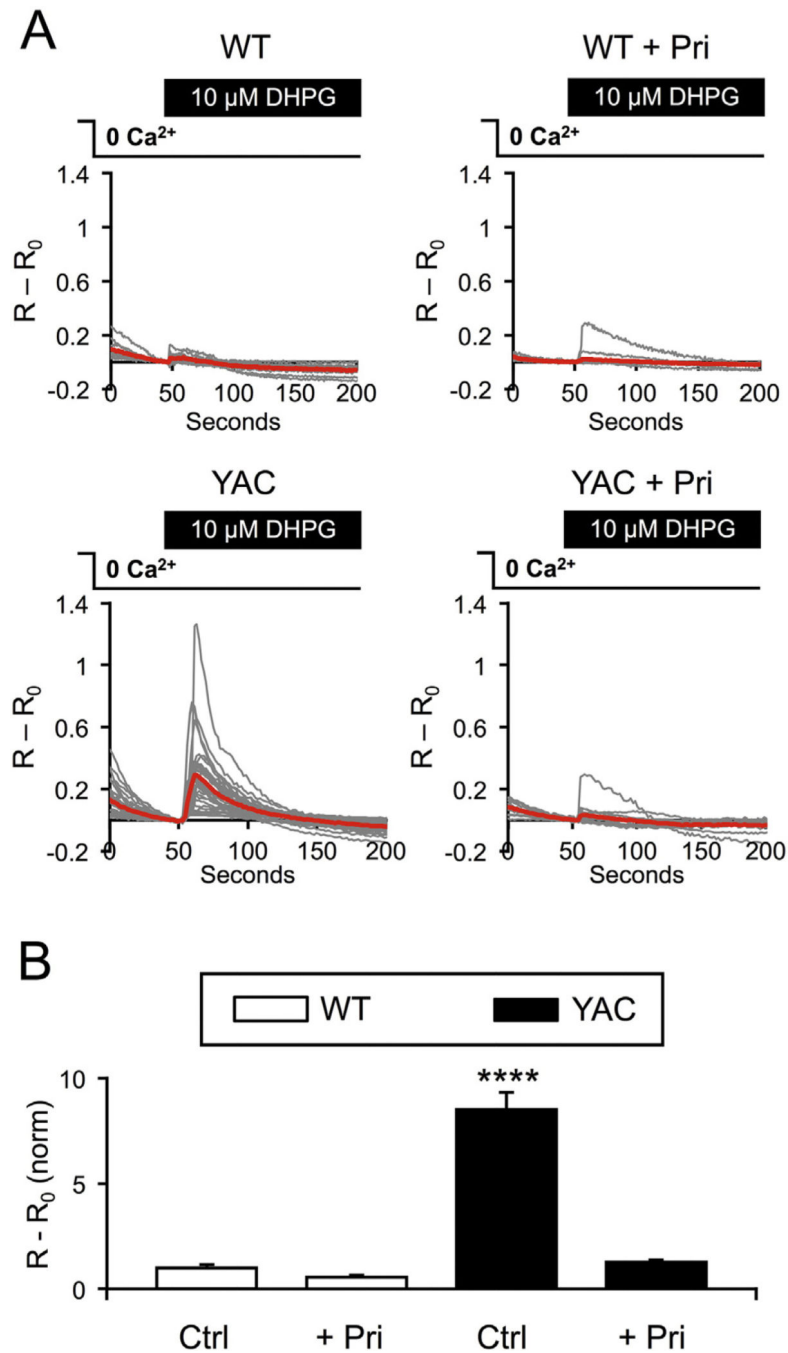 A
WT
WT + Pri
10 µM DHPG
10 µM DHPG
0 Ca²⁺
0 Ca²⁺
1.4
1
0.6
0.2
-0.2
R – R₀
0 50 100 150 200
Seconds
1.4
1
0.6
0.2
-0.2
R – R₀
0 50 100 150 200
Seconds
YAC
YAC + Pri
10 µM DHPG
10 µM DHPG
0 Ca²⁺
0 Ca²⁺
1.4
1
0.6
0.2
-0.2
R – R₀
0 50 100 150 200
Seconds
1.4
1
0.6
0.2
-0.2
R – R₀
0 50 100 150 200
Seconds
B
WT YAC
10
5
0
R - R₀ (norm)
****
Ctrl + Pri Ctrl + Pri